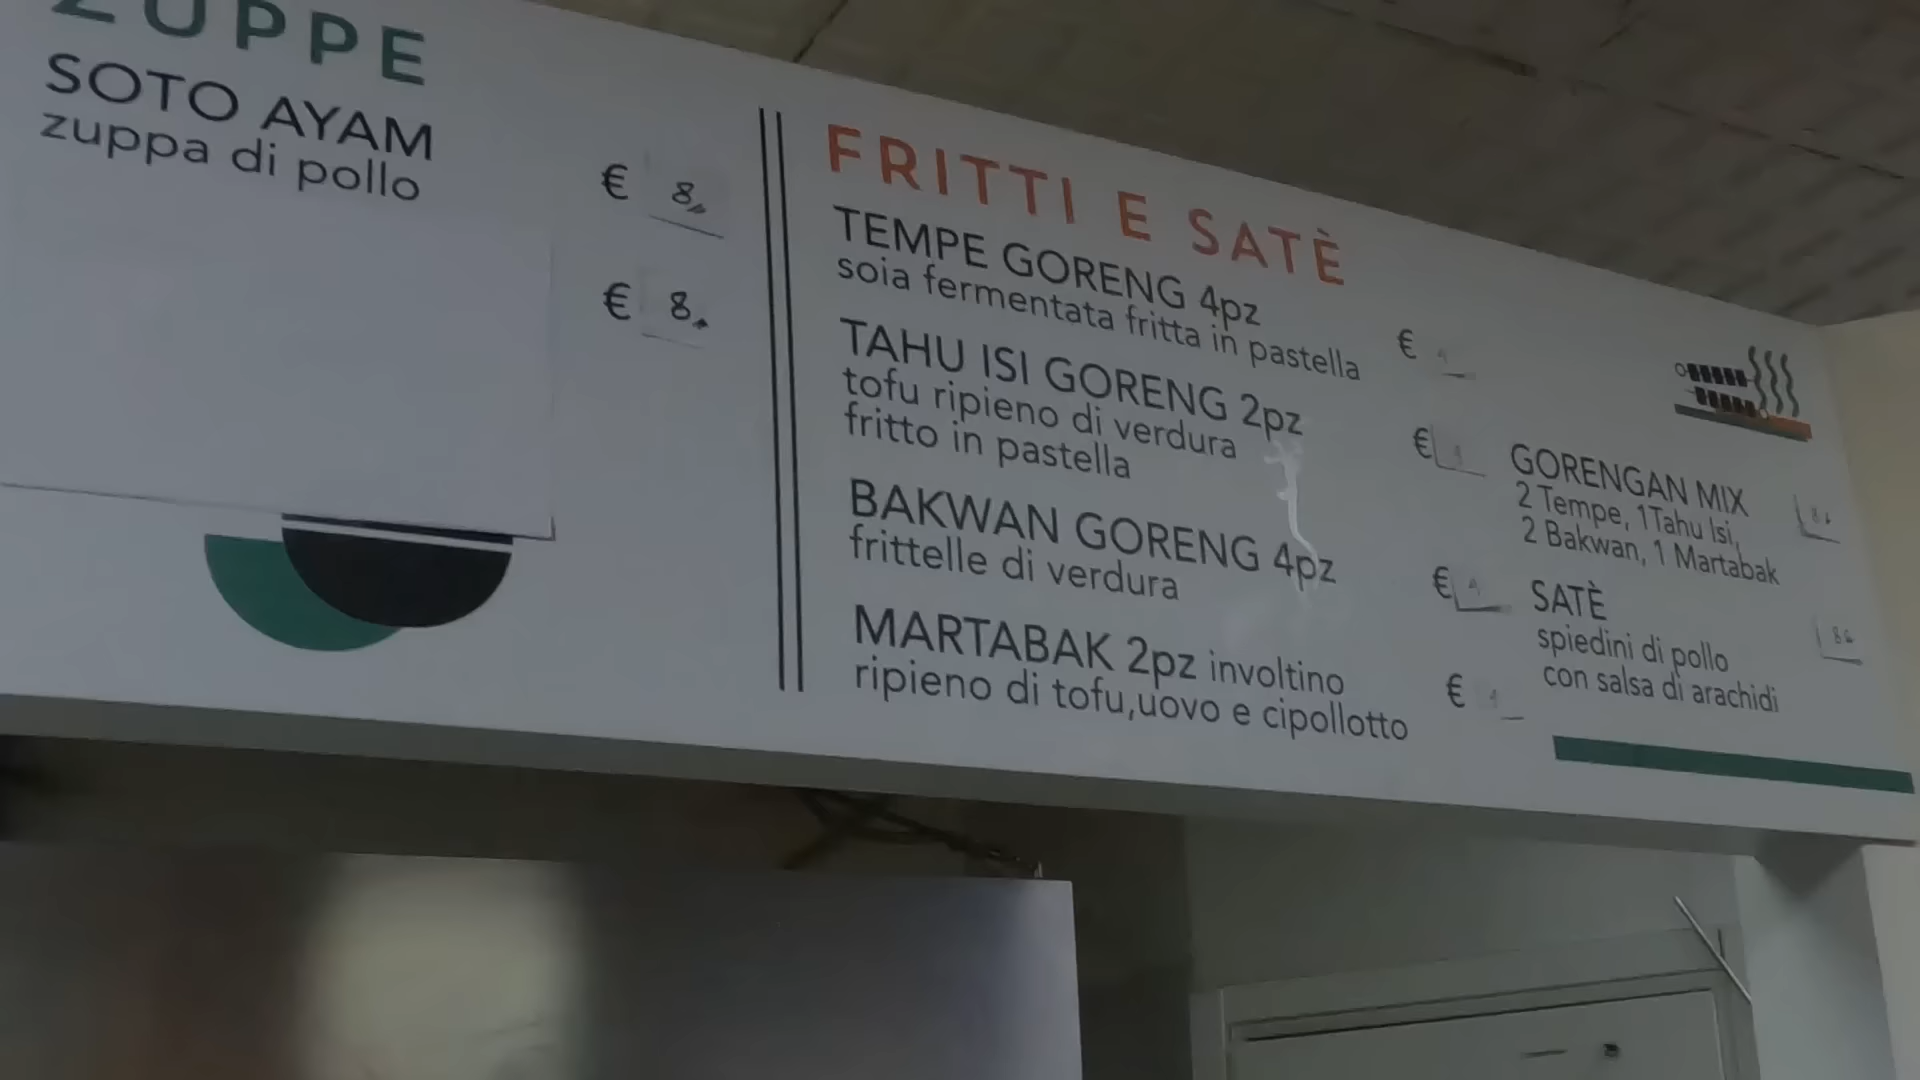 ZUPPE
SOTO AYAM
zuppa di pollo
€ 8,
€ 8,
FRITTI E SATÈ
TEMPE GORENG 4pz
soia fermentata fritta in pastella
€
TAHU ISI GORENG 2pz
tofu ripieno di verdura
fritto in pastella
€
BAKWAN GORENG 4pz
frittelle di verdura
€
MARTABAK 2pz involtino
ripieno di tofu,uovo e cipollotto
€
GORENGAN MIX
2 Tempe, 1Tahu Isi,
2 Bakwan, 1 Martabak
SATÈ
spiedini di pollo
con salsa di arachidi